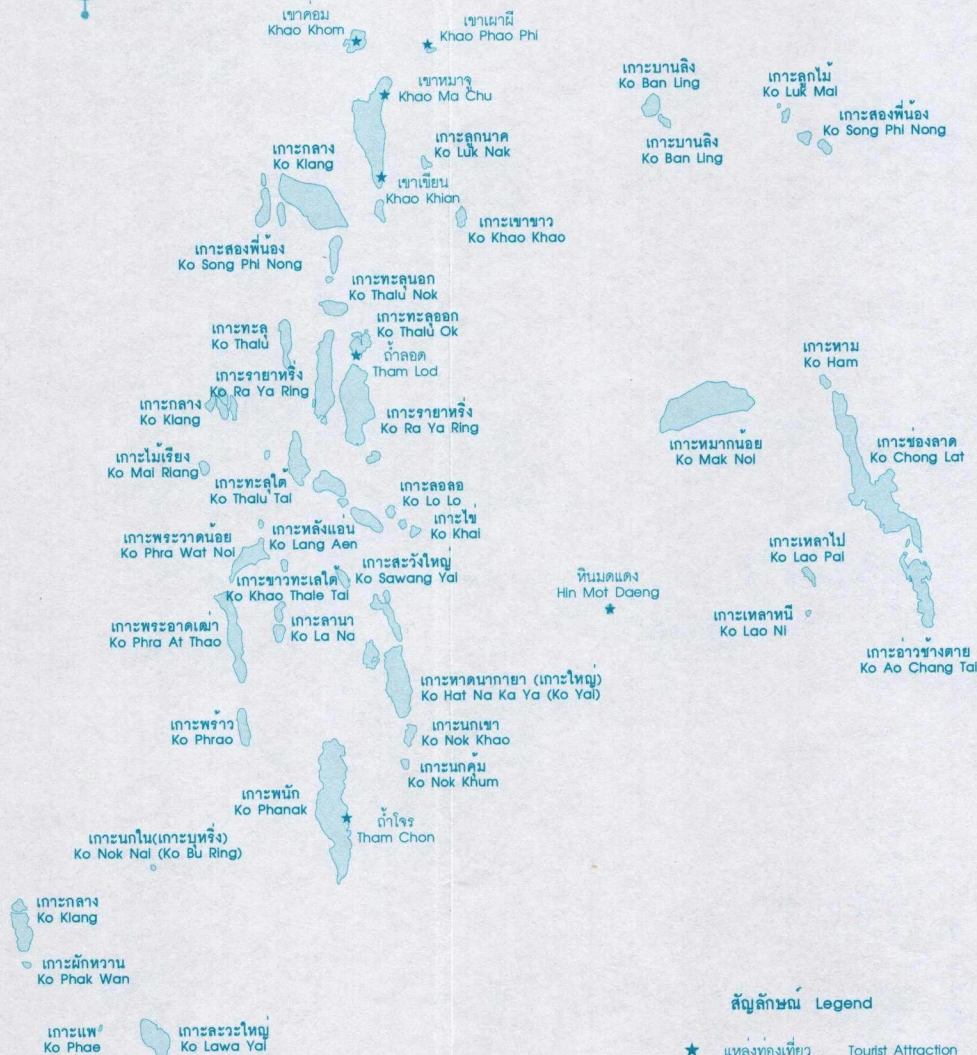 เขาค่อม
Khao Khom
เขาเผาผี
Khao Phao Phi
เขาหมาจู
Khao Ma Chu
เกาะบานลิง
Ko Ban Ling
เกาะลูกไม้
Ko Luk Mai
เกาะสองพี่น้อง
Ko Song Phi Nong
เกาะบานลิง
Ko Ban Ling
เกาะลูกนาค
Ko Luk Nak
เกาะกลาง
Ko Klang
เขาเขียน
Khao Khian
เกาะเขาขาว
Ko Khao Khao
เกาะสองพี่น้อง
Ko Song Phi Nong
เกาะทะลุนอก
Ko Thalu Nok
เกาะทะลุ
Ko Thalu
เกาะทะลุออก
Ko Thalu Ok
ถ้ำลอด
Tham Lod
เกาะหาม
Ko Ham
เกาะรายาหริ่ง
Ko Ra Ya Ring
เกาะกลาง
Ko Klang
เกาะรายาหริ่ง
Ko Ra Ya Ring
เกาะหมากน้อย
Ko Mak Noi
เกาะช่องลาด
Ko Chong Lat
เกาะไม้เรียง
Ko Mai Riang
เกาะทะลุใต้
Ko Thalu Tai
เกาะลอลอ
Ko Lo Lo
เกาะไข่
Ko Khai
เกาะพระวาดน้อย
Ko Phra Wat Noi
เกาะหลังแอ่น
Ko Lang Aen
เกาะเหลาไป
Ko Lao Pai
เกาะสะวังใหญ่
Ko Sawang Yai
เกาะขาวทะเลใต้
Ko Khao Thale Tai
หินมดแดง
Hin Mot Daeng
เกาะเหลาหนี
Ko Lao Ni
เกาะพระอาดเฒ่า
Ko Phra At Thao
เกาะลานา
Ko La Na
เกาะอ่าวช้างตาย
Ko Ao Chang Tai
เกาะหาดนากายา (เกาะใหญ่)
Ko Hat Na Ka Ya (Ko Yai)
เกาะพร้าว
Ko Phrao
เกาะนกเขา
Ko Nok Khao
เกาะนกคุ้ม
Ko Nok Khum
เกาะพนัก
Ko Phanak
ถ้ำโจร
Tham Chon
เกาะนกใน(เกาะบุหริ่ง)
Ko Nok Nai (Ko Bu Ring)
เกาะกลาง
Ko Klang
เกาะผักหวาน
Ko Phak Wan
เกาะแพ
Ko Phae
เกาะละวะใหญ่
Ko Lawa Yai
สัญลักษณ์ Legend
แหล่งท่องเที่ยว Tourist Attraction